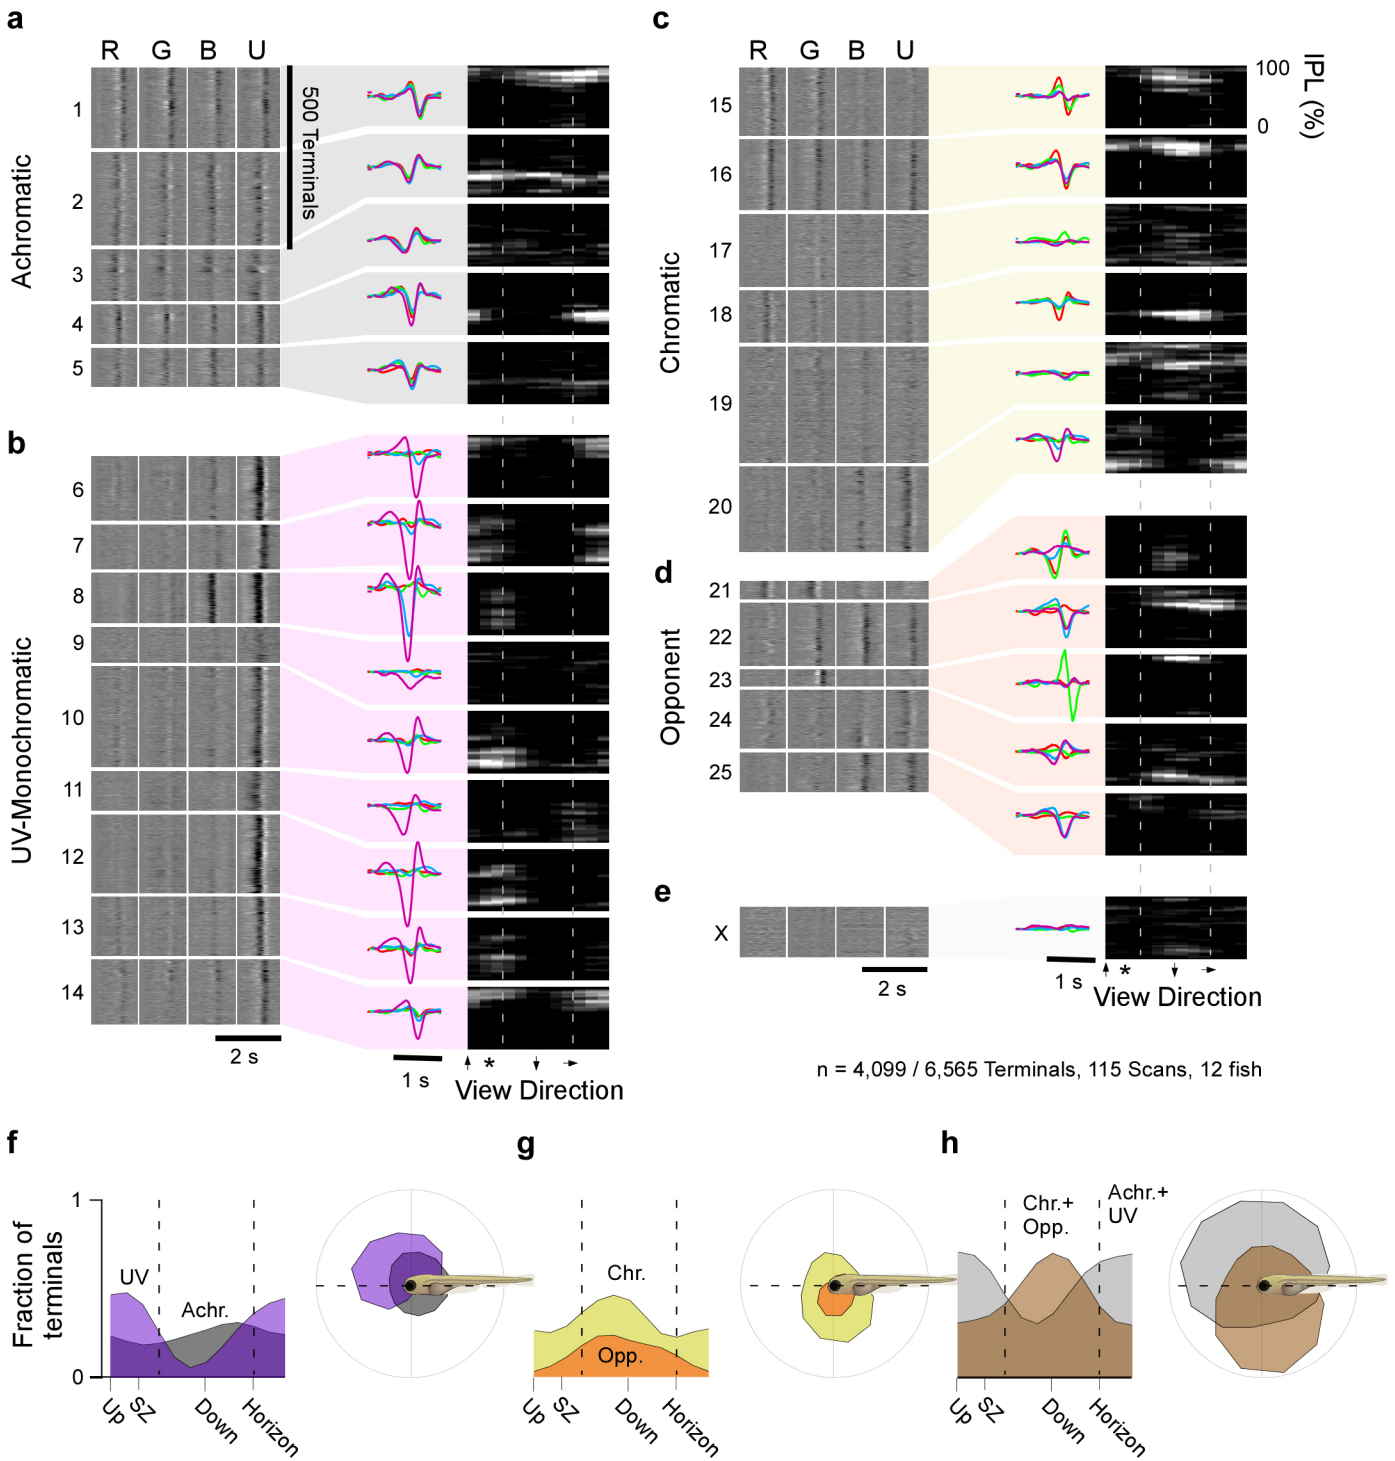 a
R G B U
Achromatic
1
2
3
4
5
500 Terminals
b
UV-Monochromatic
6
7
8
9
10
11
12
13
14
2 s
1 s
*
View Direction
c
R G B U
100
0
IPL (%)
Chromatic
15
16
17
18
19
20
d
Opponent
21
22
23
24
25
e
X
2 s
1 s
*
View Direction
n = 4,099 / 6,565 Terminals, 115 Scans, 12 fish
f
Fraction of
terminals
1
0
UV
Achr.
Up
SZ
Down
Horizon
g
Chr.
Opp.
Up
SZ
Down
Horizon
h
Chr.+
Opp.
Achr.+
UV
Up
SZ
Down
Horizon